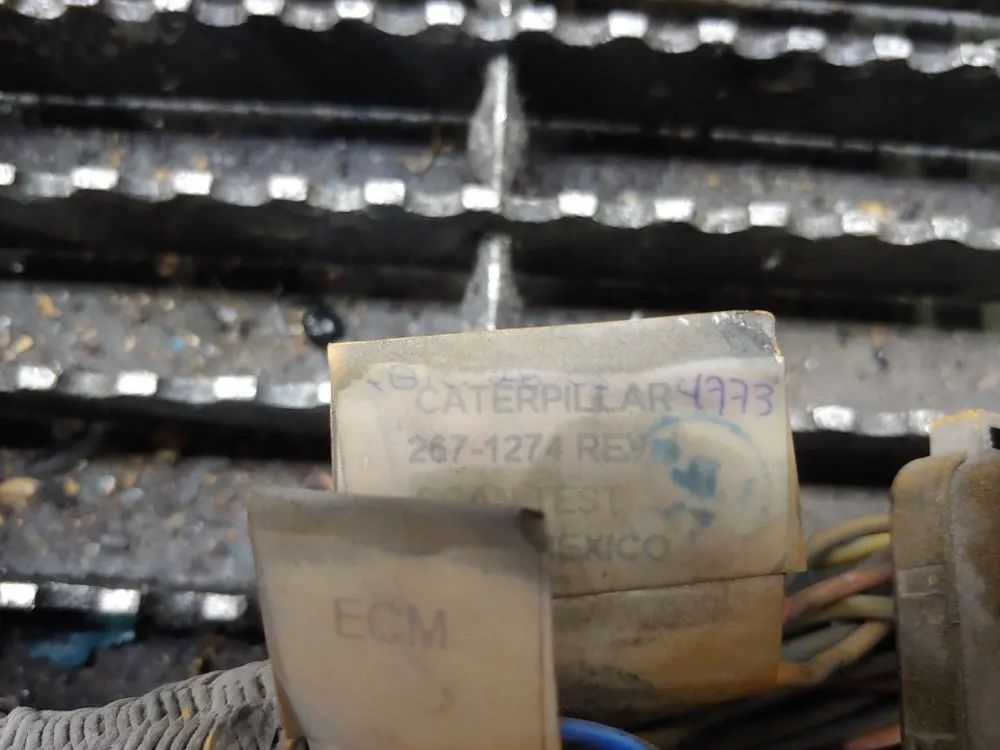 CATERPILLAR 4773
267-1274 REV
TEST
MEXICO
ECM